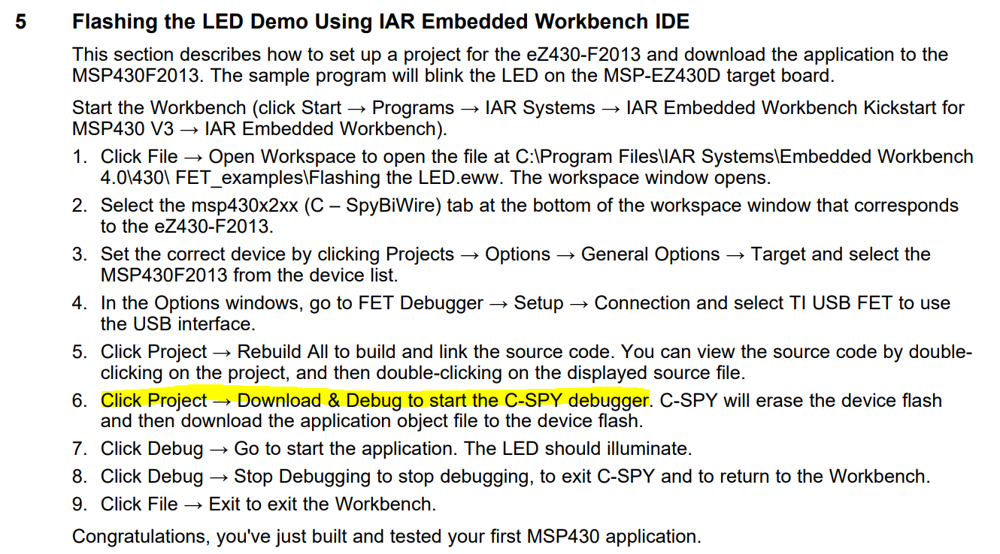 5 Flashing the LED Demo Using IAR Embedded Workbench IDE
This section describes how to set up a project for the eZ430-F2013 and download the application to the
MSP430F2013. The sample program will blink the LED on the MSP-EZ430D target board.
Start the Workbench (click Start → Programs → IAR Systems → IAR Embedded Workbench Kickstart for
MSP430 V3 → IAR Embedded Workbench).
1. Click File → Open Workspace to open the file at C:\Program Files\IAR Systems\Embedded Workbench
4.0\430\ FET_examples\Flashing the LED.eww. The workspace window opens.
2. Select the msp430x2xx (C – SpyBiWire) tab at the bottom of the workspace window that corresponds
to the eZ430-F2013.
3. Set the correct device by clicking Projects → Options → General Options → Target and select the
MSP430F2013 from the device list.
4. In the Options windows, go to FET Debugger → Setup → Connection and select TI USB FET to use
the USB interface.
5. Click Project → Rebuild All to build and link the source code. You can view the source code by double-
clicking on the project, and then double-clicking on the displayed source file.
6. Click Project → Download & Debug to start the C-SPY debugger. C-SPY will erase the device flash
and then download the application object file to the device flash.
7. Click Debug → Go to start the application. The LED should illuminate.
8. Click Debug → Stop Debugging to stop debugging, to exit C-SPY and to return to the Workbench.
9. Click File → Exit to exit the Workbench.
Congratulations, you've just built and tested your first MSP430 application.